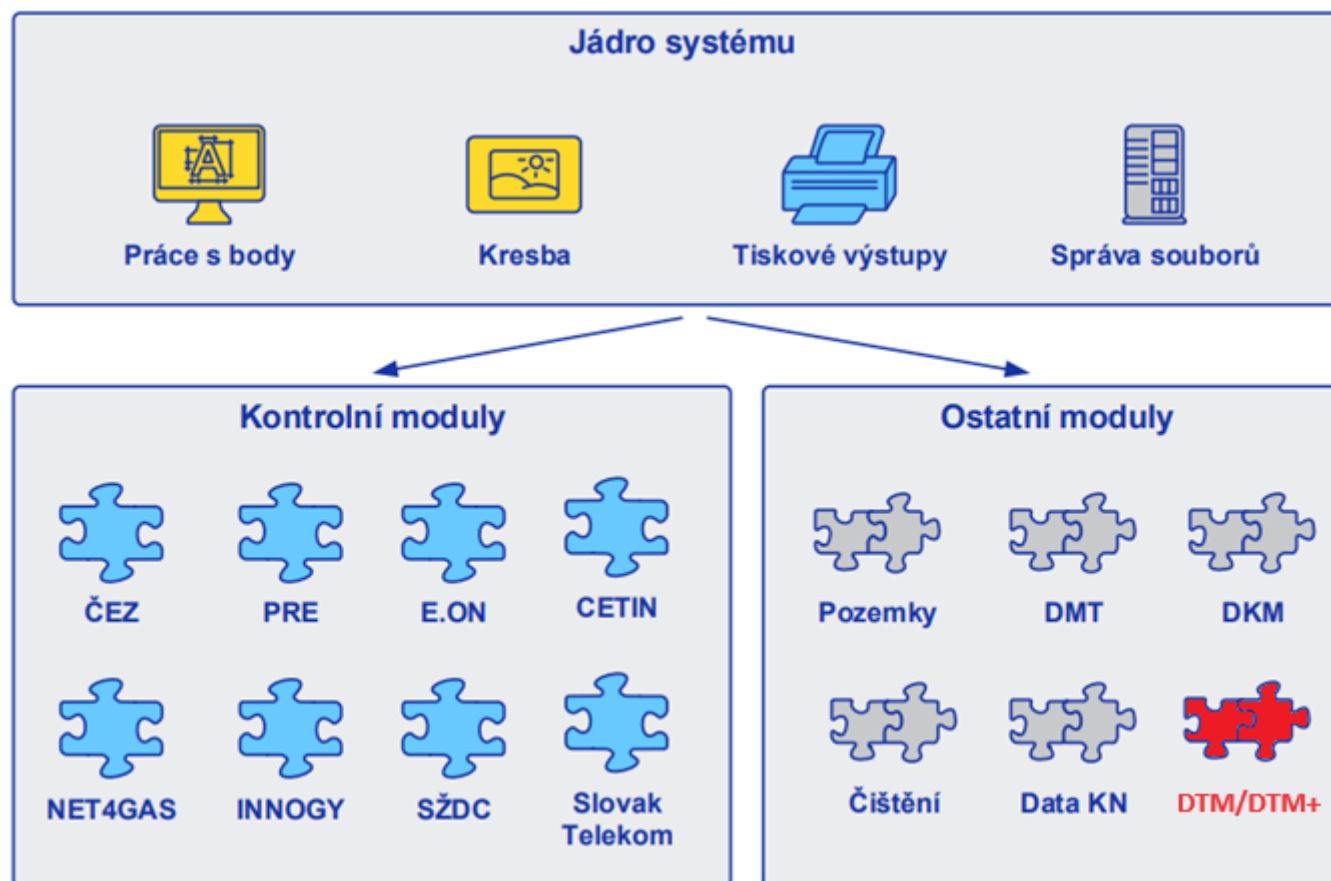 Jádro systému
Práce s body
Kresba
Tiskové výstupy
Správa souborů
Kontrolní moduly
ČEZ
PRE
E.ON
CETIN
NET4GAS
INNOGY
SŽDC
Slovak
Telekom
Ostatní moduly
Pozemky
DMT
DKM
Čištění
Data KN
DTM/DTM+